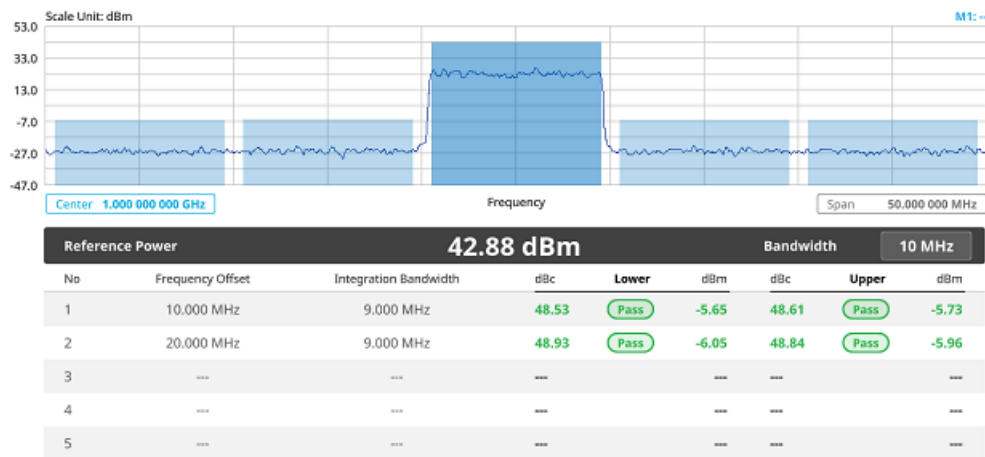 Scale Unit: dBm M1: --
53.0
33.0
13.0
-7.0
-27.0
-47.0
Center 1.000 000 000 GHz Frequency Span 50.000 000 MHz
Reference Power 42.88 dBm Bandwidth 10 MHz
No Frequency Offset Integration Bandwidth dBc Lower dBm dBc Upper dBm
1 10.000 MHz 9.000 MHz 48.53 Pass -5.65 48.61 Pass -5.73
2 20.000 MHz 9.000 MHz 48.93 Pass -6.05 48.84 Pass -5.96
3 --- --- --- --- --- ---
4 --- --- --- --- --- ---
5 --- --- --- --- --- ---